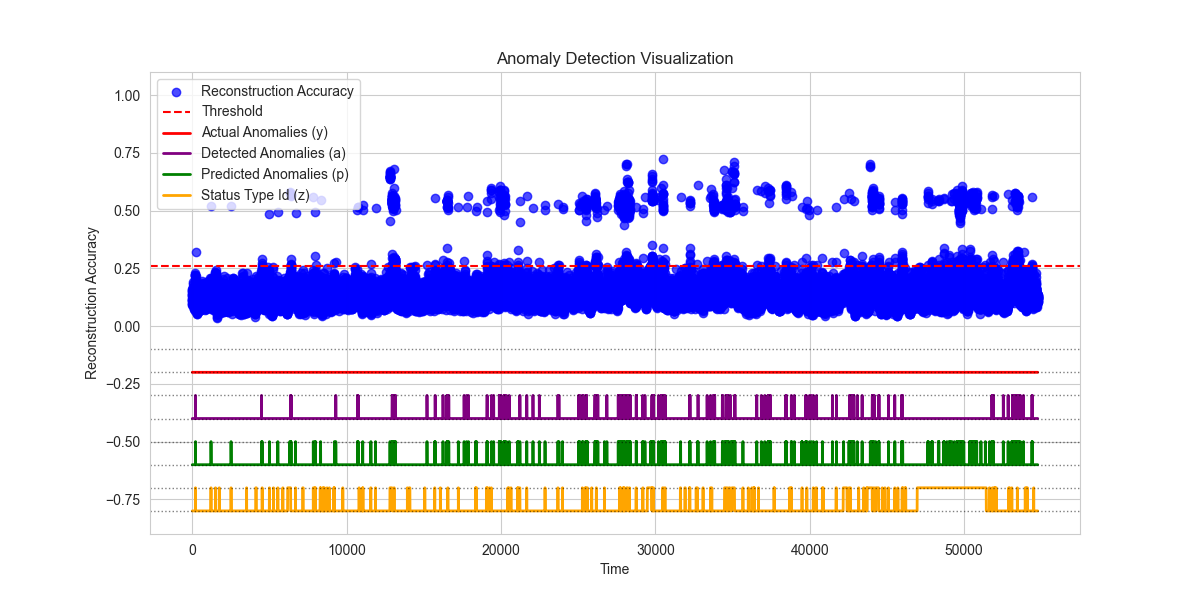 Anomaly Detection Visualization
Reconstruction Accuracy
Threshold
Actual Anomalies (y)
Detected Anomalies (a)
Predicted Anomalies (p)
Status Type Id (z)
Reconstruction Accuracy
1.00
0.75
0.50
0.25
0.00
−0.25
−0.50
−0.75
0
10000
20000
30000
40000
50000
Time